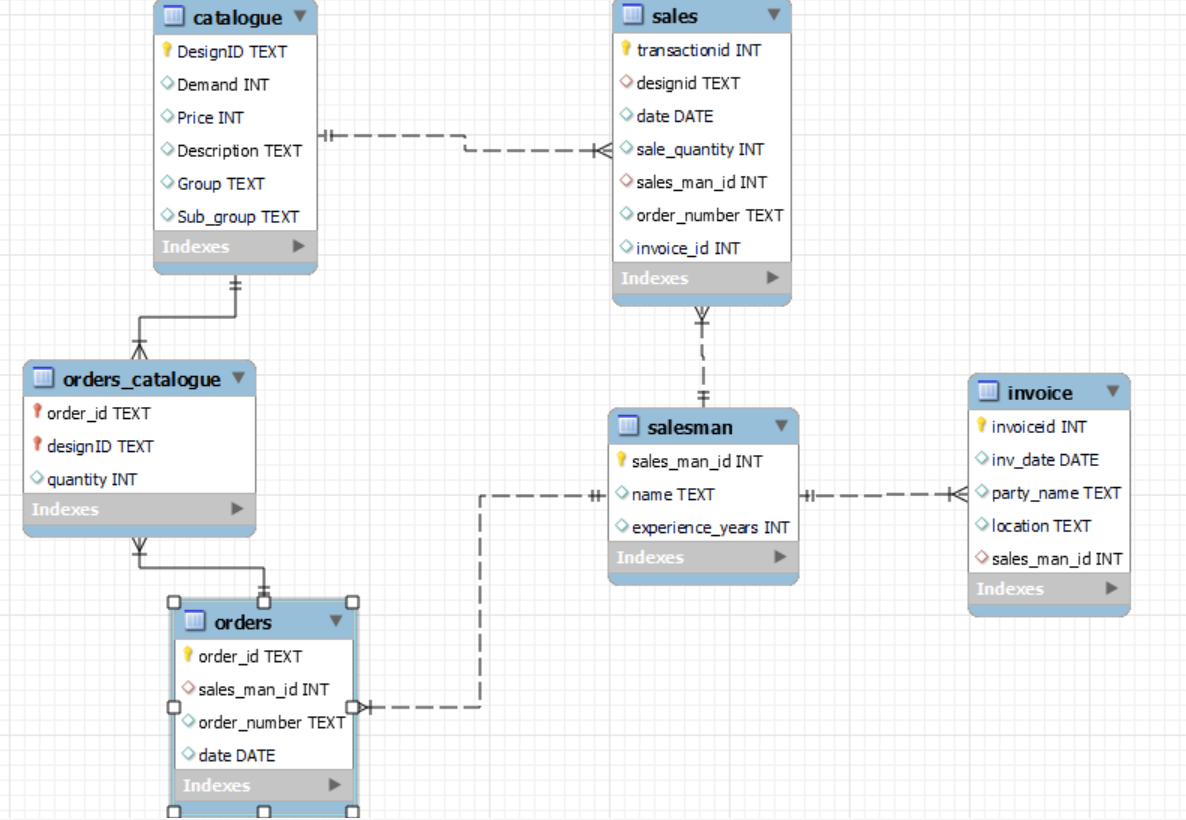 catalogue
DesignID TEXT
Demand INT
Price INT
Description TEXT
Group TEXT
Sub_group TEXT
Indexes
sales
transactionid INT
designid TEXT
date DATE
sale_quantity INT
sales_man_id INT
order_number TEXT
invoice_id INT
Indexes
orders_catalogue
order_id TEXT
designID TEXT
quantity INT
Indexes
salesman
sales_man_id INT
name TEXT
experience_years INT
Indexes
invoice
invoiceid INT
inv_date DATE
party_name TEXT
location TEXT
sales_man_id INT
Indexes
orders
order_id TEXT
sales_man_id INT
order_number TEXT
date DATE
Indexes